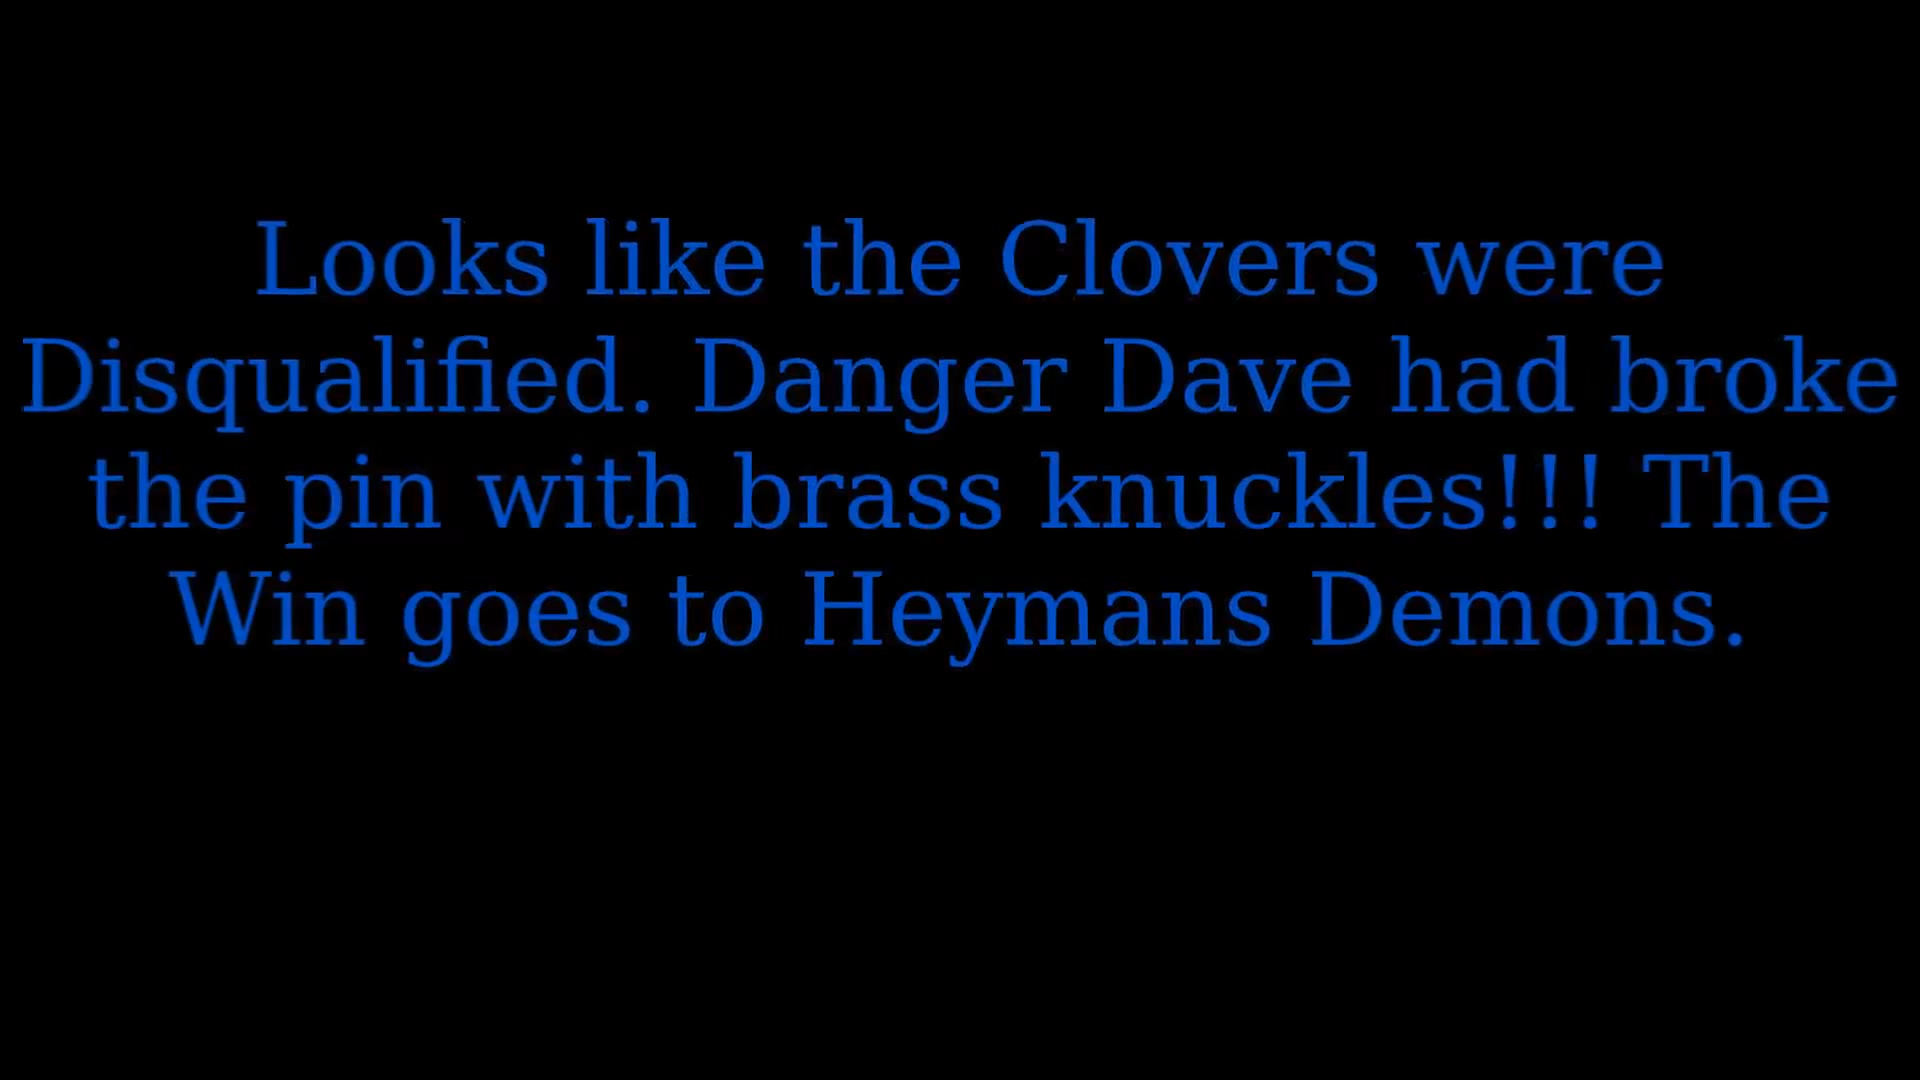 Looks like the Clovers were
Disqualified. Danger Dave had broke
the pin with brass knuckles!!! The
Win goes to Heymans Demons.